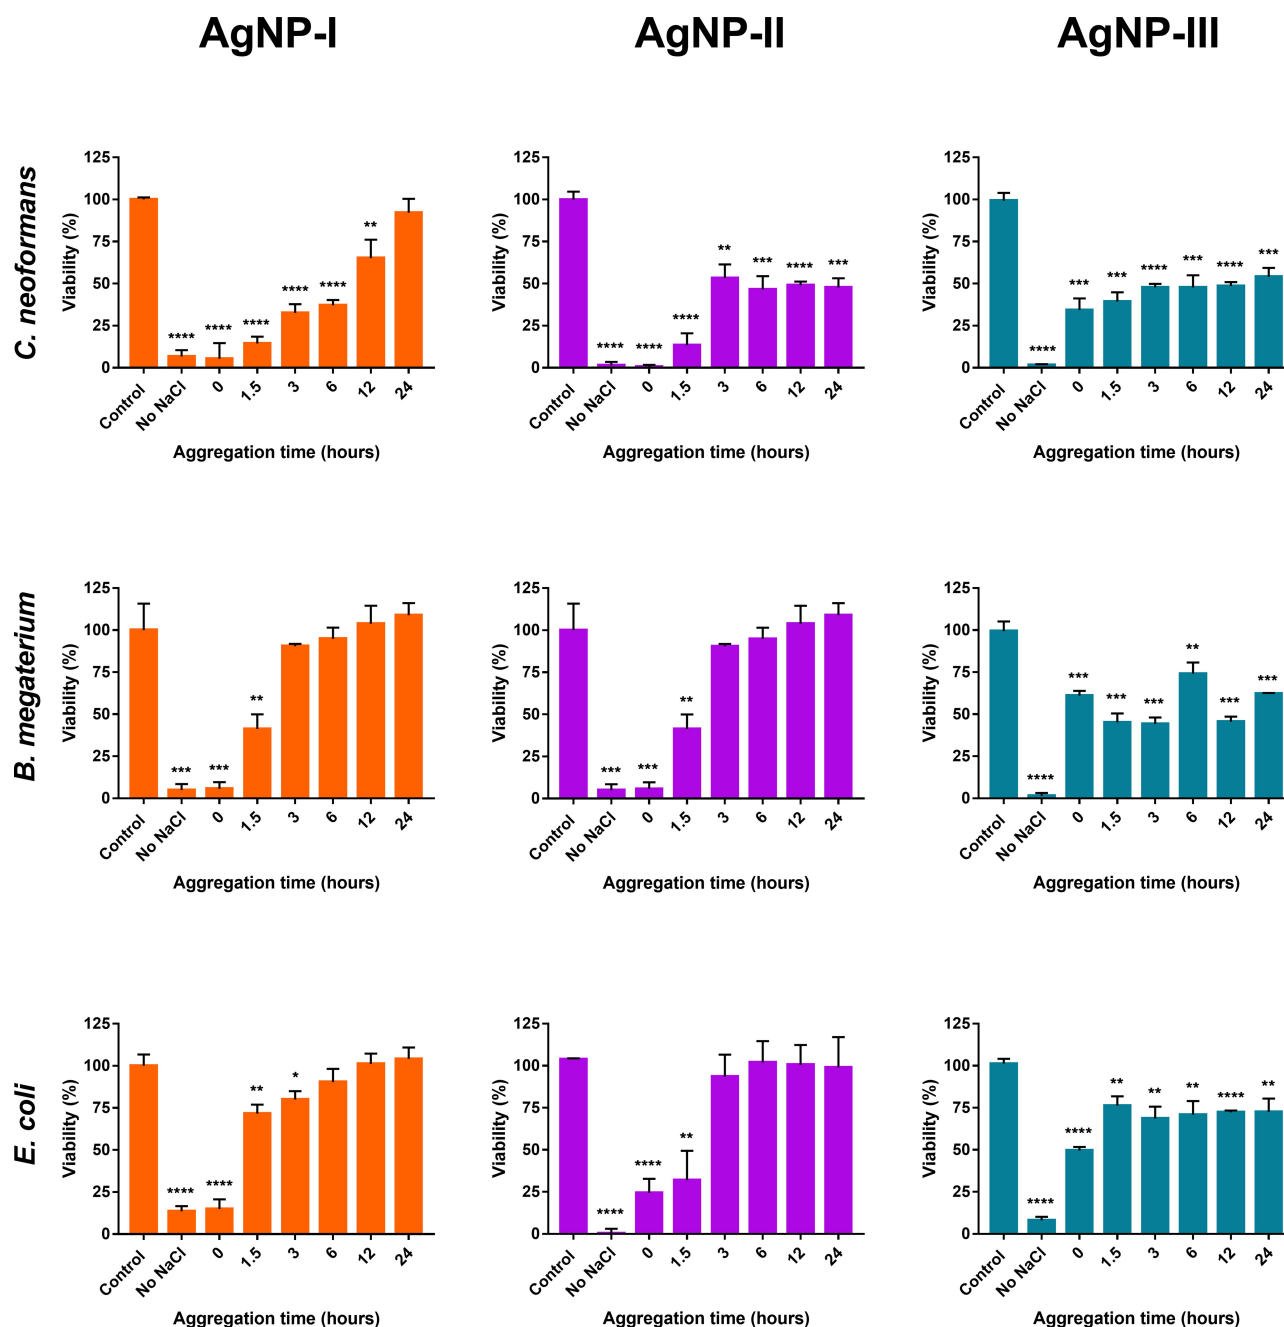 AgNP-I AgNP-II AgNP-III
C. neoformans
Viability (%)
125
100
75
50
25
0
**** **** **** **** **** **
Control No NaCl 0 1.5 3 6 12 24
Aggregation time (hours)
Viability (%)
125
100
75
50
25
0
**** **** **** ** *** **** ***
Control No NaCl 0 1.5 3 6 12 24
Aggregation time (hours)
Viability (%)
125
100
75
50
25
0
**** *** *** **** *** **** ***
Control No NaCl 0 1.5 3 6 12 24
Aggregation time (hours)
B. megaterium
Viability (%)
125
100
75
50
25
0
*** *** **
Control No NaCl 0 1.5 3 6 12 24
Aggregation time (hours)
Viability (%)
125
100
75
50
25
0
*** *** **
Control No NaCl 0 1.5 3 6 12 24
Aggregation time (hours)
Viability (%)
125
100
75
50
25
0
**** *** *** *** ** *** ***
Control No NaCl 0 1.5 3 6 12 24
Aggregation time (hours)
E. coli
Viability (%)
125
100
75
50
25
0
**** **** ** *
Control No NaCl 0 1.5 3 6 12 24
Aggregation time (hours)
Viability (%)
125
100
75
50
25
0
**** **** **
Control No NaCl 0 1.5 3 6 12 24
Aggregation time (hours)
Viability (%)
125
100
75
50
25
0
**** **** ** ** ** **** **
Control No NaCl 0 1.5 3 6 12 24
Aggregation time (hours)